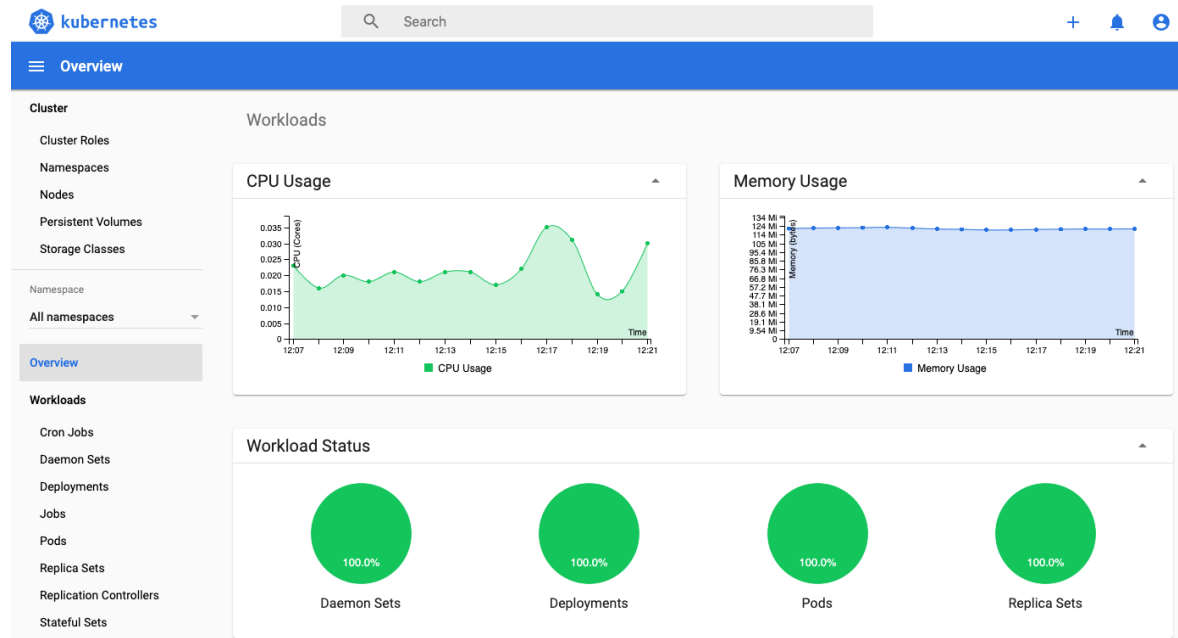 kubernetes
Search
Overview
Cluster
Cluster Roles
Namespaces
Nodes
Persistent Volumes
Storage Classes
Namespace
All namespaces
Overview
Workloads
Cron Jobs
Daemon Sets
Deployments
Jobs
Pods
Replica Sets
Replication Controllers
Stateful Sets
Workloads
CPU Usage
CPU (Cores)
0.035
0.030
0.025
0.020
0.015
0.010
0.005
0
Time
12:07 12:09 12:11 12:13 12:15 12:17 12:19 12:21
CPU Usage
Memory Usage
Memory (bytes)
134 Mi
124 Mi
114 Mi
105 Mi
95.4 Mi
85.8 Mi
76.3 Mi
66.8 Mi
57.2 Mi
47.7 Mi
38.1 Mi
28.6 Mi
19.1 Mi
9.54 Mi
0
Time
12:07 12:09 12:11 12:13 12:15 12:17 12:19 12:21
Memory Usage
Workload Status
100.0% 100.0% 100.0% 100.0%
Daemon Sets Deployments Pods Replica Sets